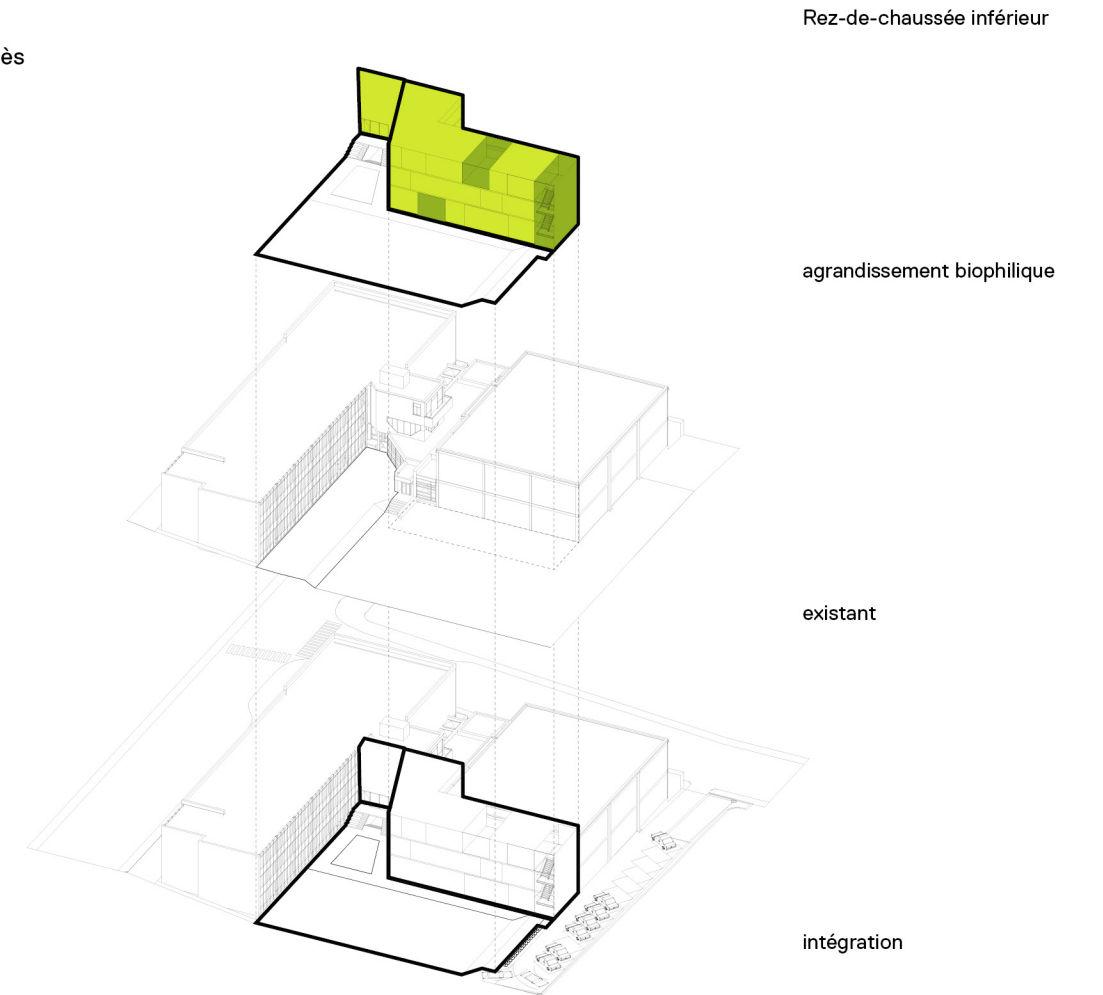 Rez-de-chaussée inférieur
ès
agrandissement biophilique
existant
intégration